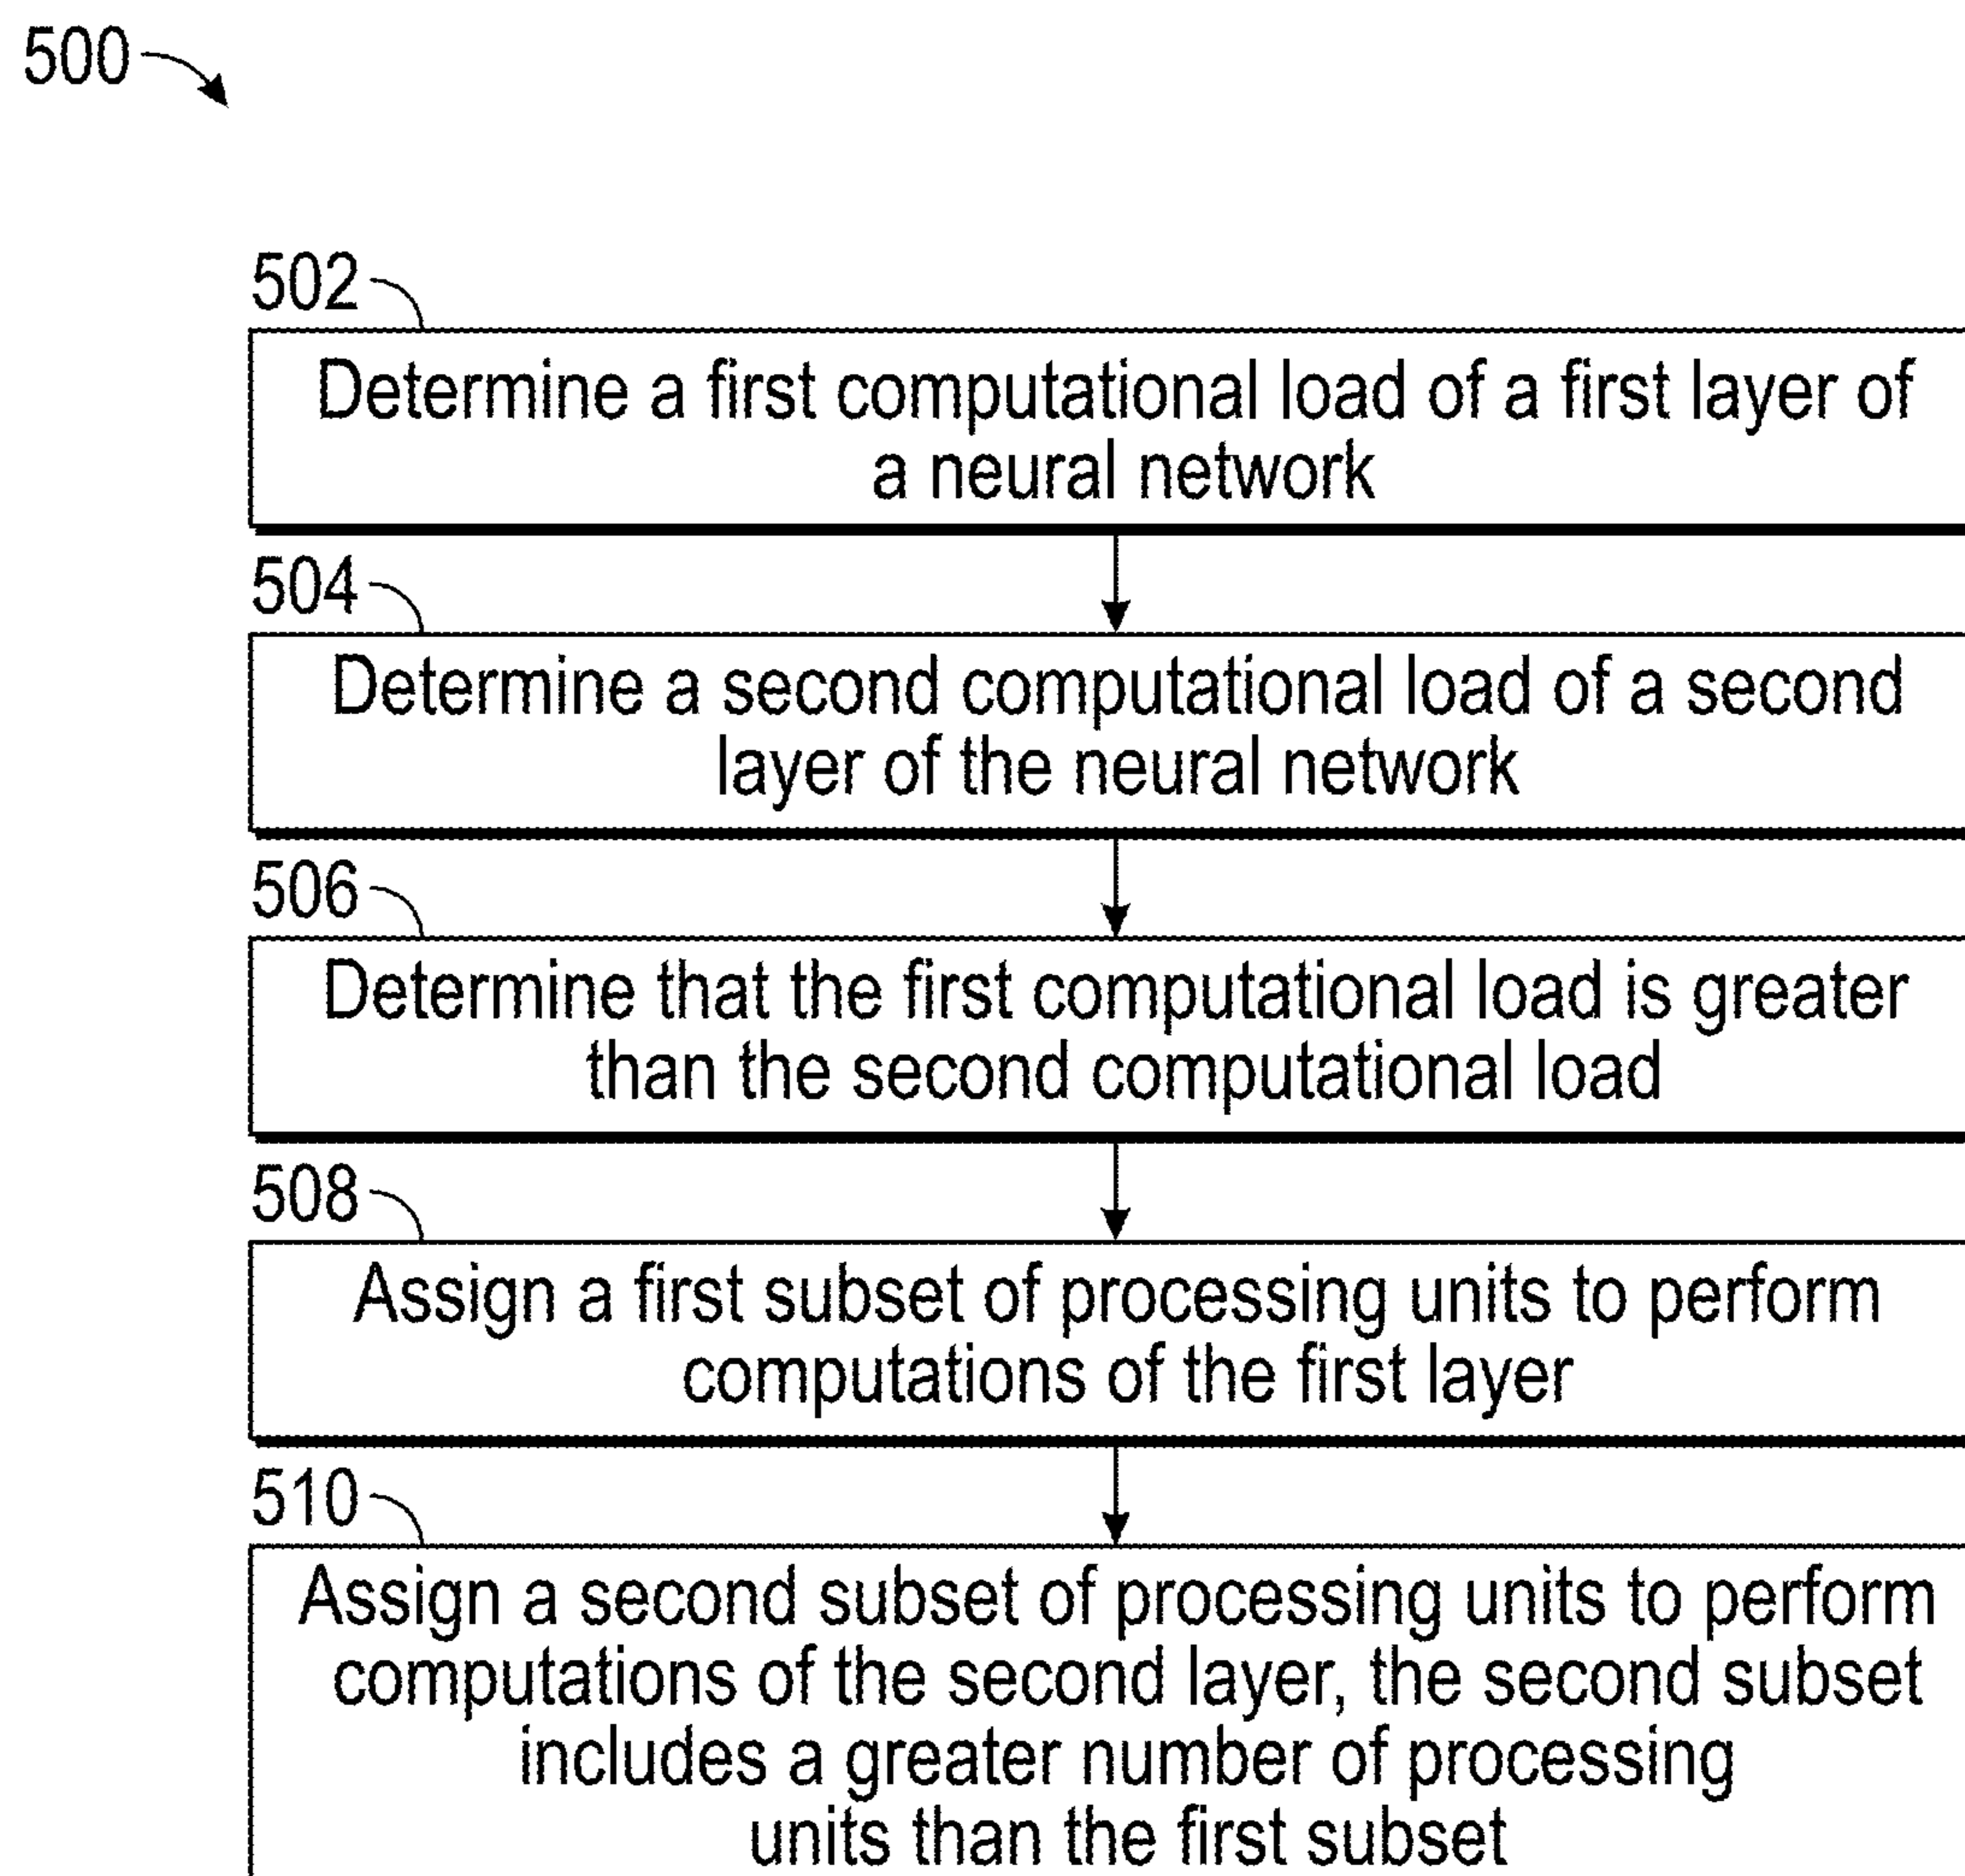 500
502
Determine a first computational load of a first layer of
a neural network
504
Determine a second computational load of a second
layer of the neural network
506
Determine that the first computational load is greater
than the second computational load
508
Assign a first subset of processing units to perform
computations of the first layer
510
Assign a second subset of processing units to perform
computations of the second layer, the second subset
includes a greater number of processing
units than the first subset